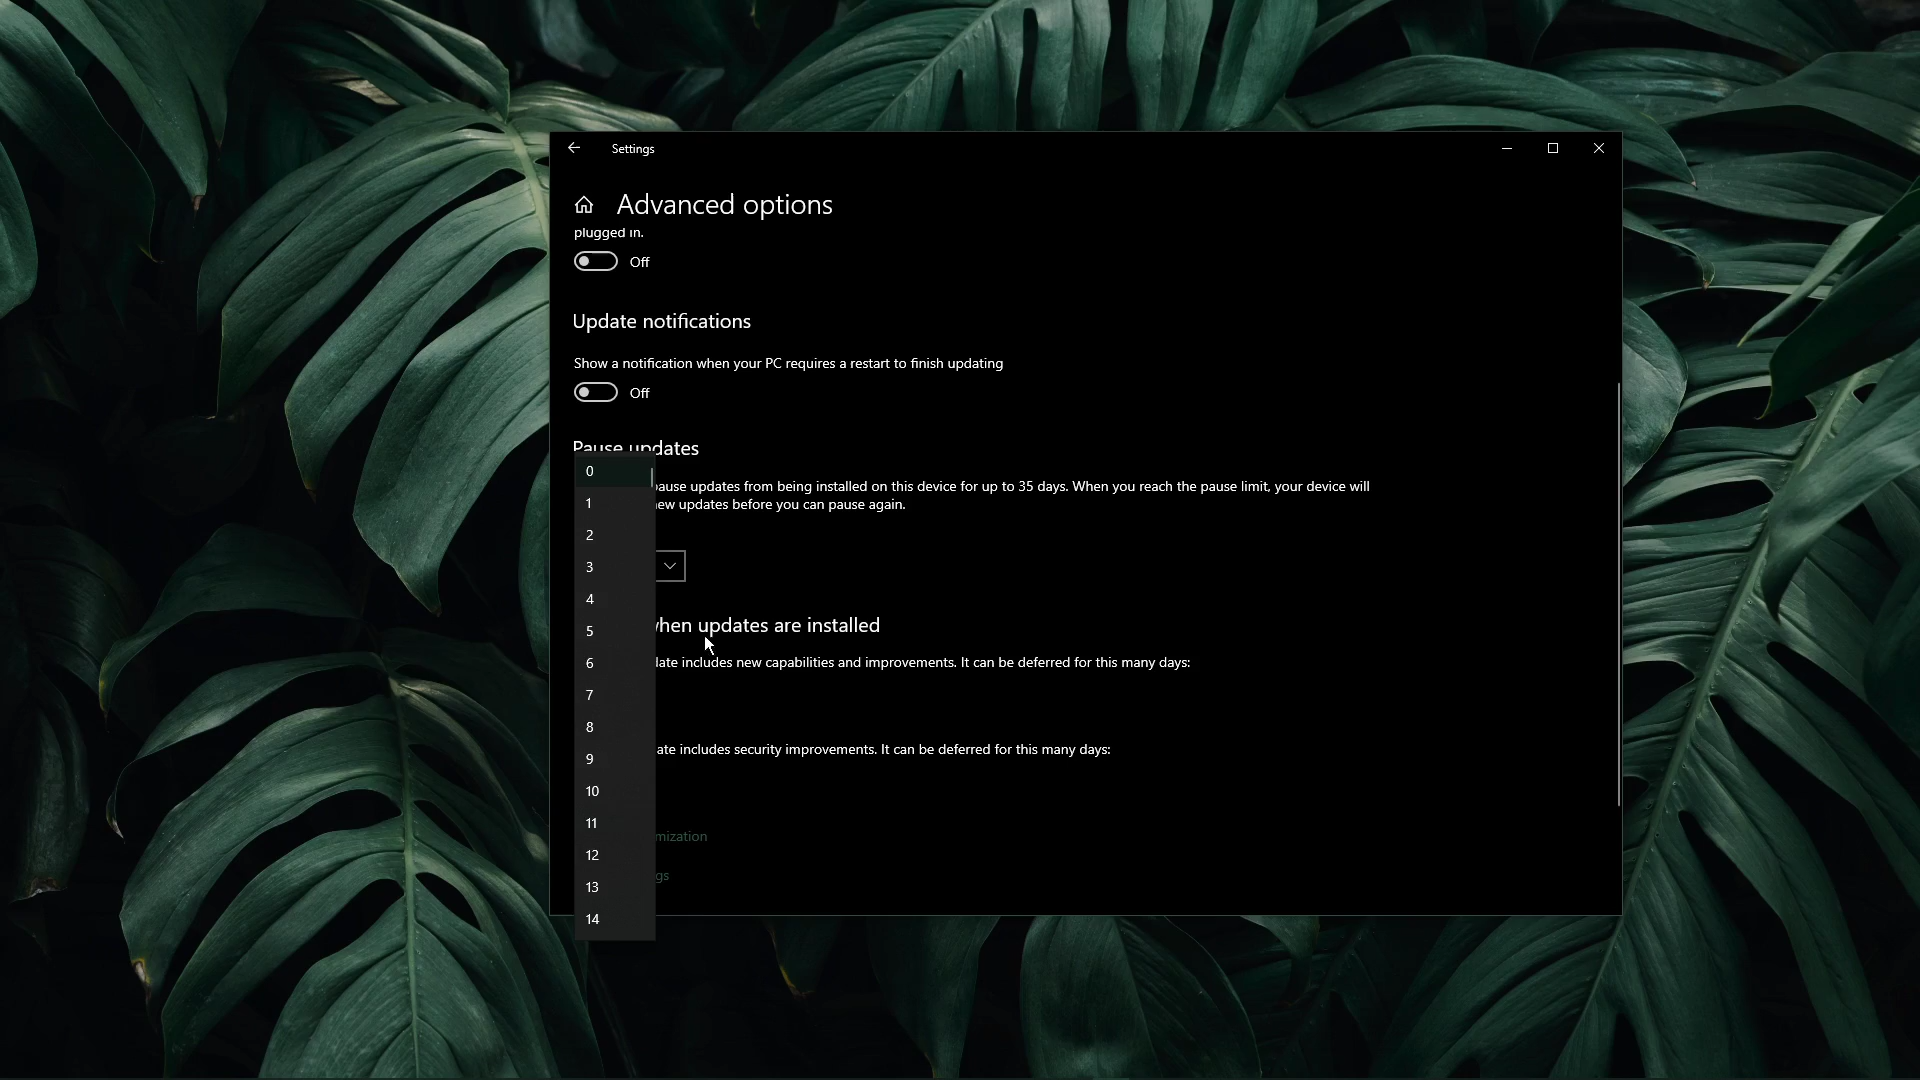 Settings
Advanced options
plugged in.
Off
Update notifications
Show a notification when your PC requires a restart to finish updating
Off
Pause updates
pause updates from being installed on this device for up to 35 days. When you reach the pause limit, your device will
new updates before you can pause again.
when updates are installed
includes new capabilities and improvements. It can be deferred for this many days:
includes security improvements. It can be deferred for this many days:
0
1
2
3
4
5
6
7
8
9
10
11
12
13
14